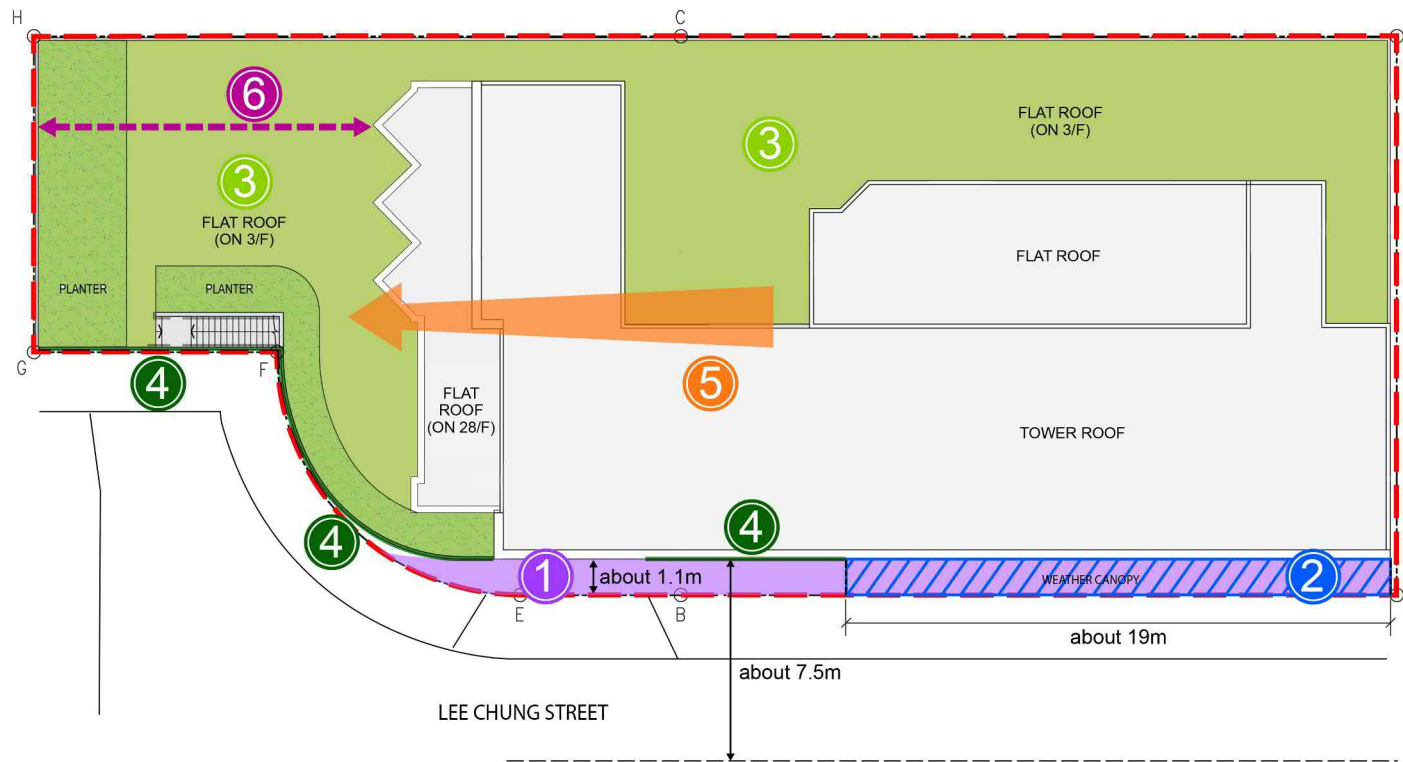 H
C
6
FLAT ROOF
(ON 3/F)
3
3
FLAT ROOF
(ON 3/F)
FLAT ROOF
PLANTER
PLANTER
G
F
4
5
FLAT
ROOF
(ON 28/F)
TOWER ROOF
4
4
1
about 1.1m
WEATHER CANOPY
2
E
B
about 19m
about 7.5m
LEE CHUNG STREET